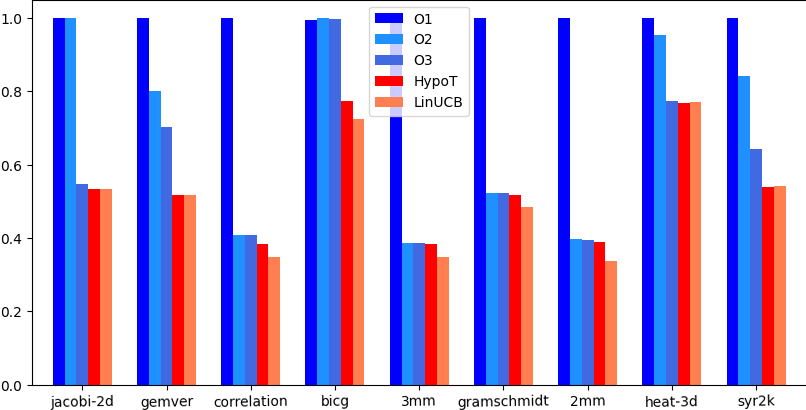 1.0
0.8
0.6
0.4
0.2
0.0
O1
O2
O3
HypoT
LinUCB
jacobi-2d gemver correlation bicg 3mm gramschmidt 2mm heat-3d syr2k